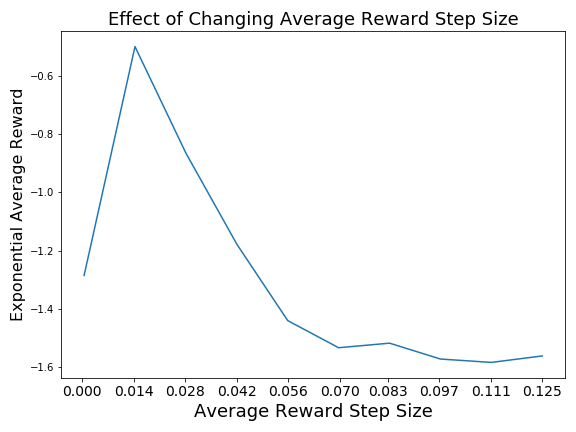 Effect of Changing Average Reward Step Size
Exponential Average Reward
−0.6
−0.8
−1.0
−1.2
−1.4
−1.6
0.000 0.014 0.028 0.042 0.056 0.070 0.083 0.097 0.111 0.125
Average Reward Step Size